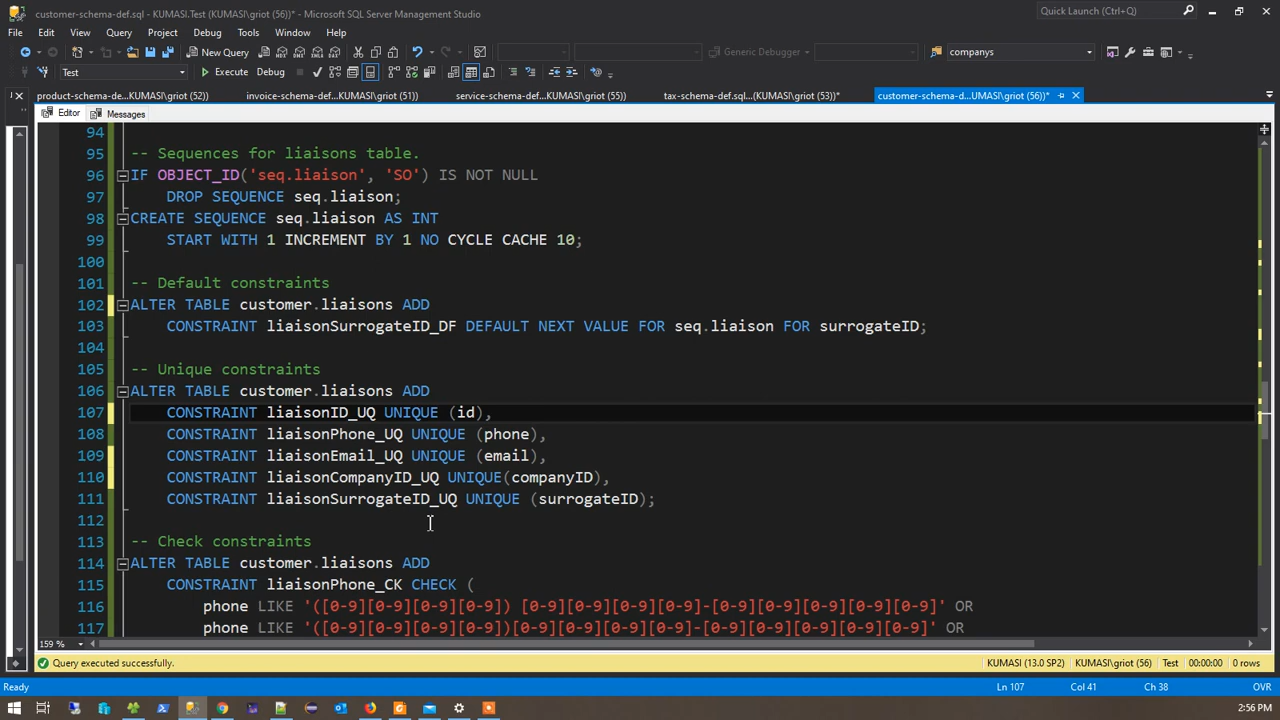 customer-schema-def.sql - KUMASI.Test (KUMASI\griot (56))* - Microsoft SQL Server Management Studio
Quick Launch (Ctrl+Q)
File Edit View Query Project Debug Tools Window Help
New Query Generic Debugger companys
Test Execute Debug
product-schema-de...KUMASI\griot (52)) invoice-schema-def...KUMASI\griot (51)) service-schema-def...KUMASI\griot (55)) tax-schema-def.sql...(KUMASI\griot (53))* customer-schema-d...UMASI\griot (56))*
Editor Messages
94
95 -- Sequences for liaisons table.
96 IF OBJECT_ID('seq.liaison', 'SO') IS NOT NULL
97 DROP SEQUENCE seq.liaison;
98 CREATE SEQUENCE seq.liaison AS INT
99 START WITH 1 INCREMENT BY 1 NO CYCLE CACHE 10;
100
101 -- Default constraints
102 ALTER TABLE customer.liaisons ADD
103 CONSTRAINT liaisonSurrogateID_DF DEFAULT NEXT VALUE FOR seq.liaison FOR surrogateID;
104
105 -- Unique constraints
106 ALTER TABLE customer.liaisons ADD
107 CONSTRAINT liaisonID_UQ UNIQUE (id),
108 CONSTRAINT liaisonPhone_UQ UNIQUE (phone),
109 CONSTRAINT liaisonEmail_UQ UNIQUE (email),
110 CONSTRAINT liaisonCompanyID_UQ UNIQUE(companyID),
111 CONSTRAINT liaisonSurrogateID_UQ UNIQUE (surrogateID);
112
113 -- Check constraints
114 ALTER TABLE customer.liaisons ADD
115 CONSTRAINT liaisonPhone_CK CHECK (
116 phone LIKE '([0-9][0-9][0-9][0-9]) [0-9][0-9][0-9][0-9]-[0-9][0-9][0-9][0-9][0-9]' OR
117 phone LIKE '([0-9][0-9][0-9][0-9])[0-9][0-9][0-9][0-9]-[0-9][0-9][0-9][0-9][0-9]' OR
159 %
Query executed successfully. KUMASI (13.0 SP2) KUMASI\griot (56) Test 00:00:00 0 rows
Ready Ln 107 Col 41 Ch 38 OVR
2:56 PM